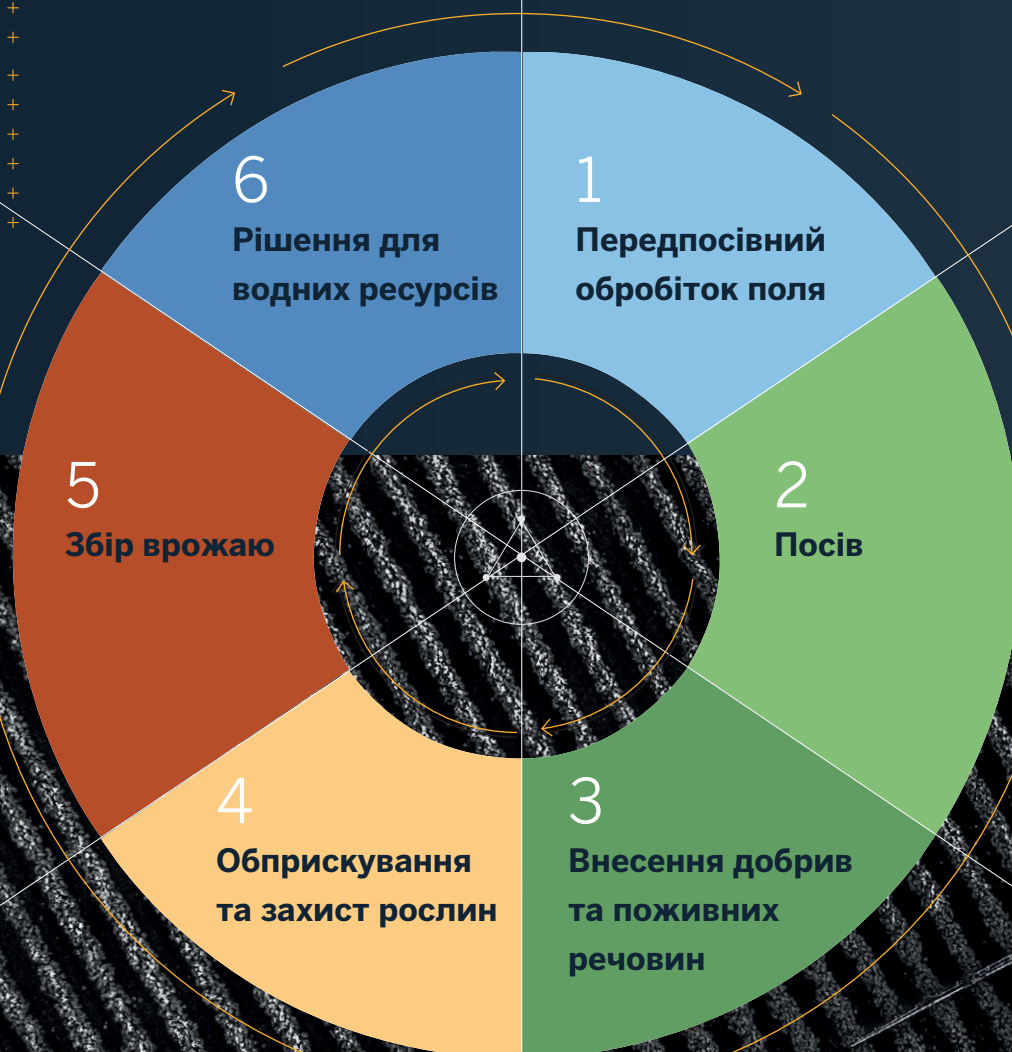 1
Передпосівний
обробіток поля
2
Посів
3
Внесення добрив
та поживних
речовин
4
Обприскування
та захист рослин
5
Збір врожаю
6
Рішення для
водних ресурсів